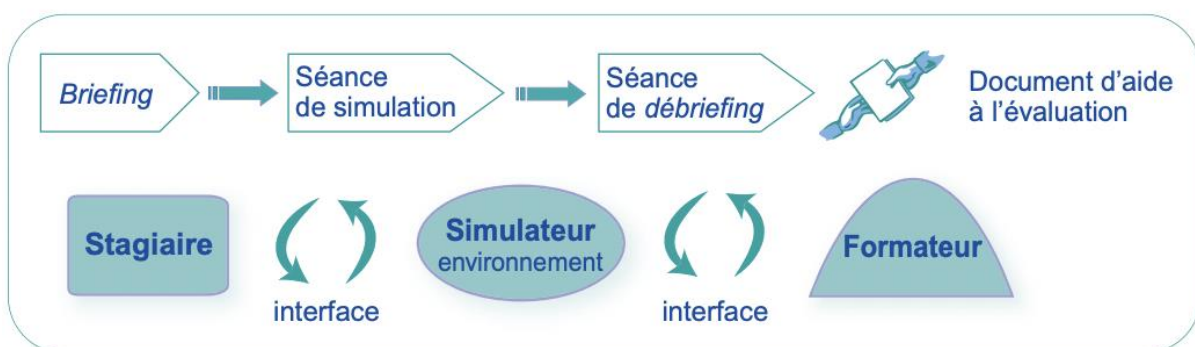 Briefing
Séance
de simulation
Séance
de débriefing
Document d'aide
à l'évaluation
Stagiaire
interface
Simulateur
environnement
interface
Formateur